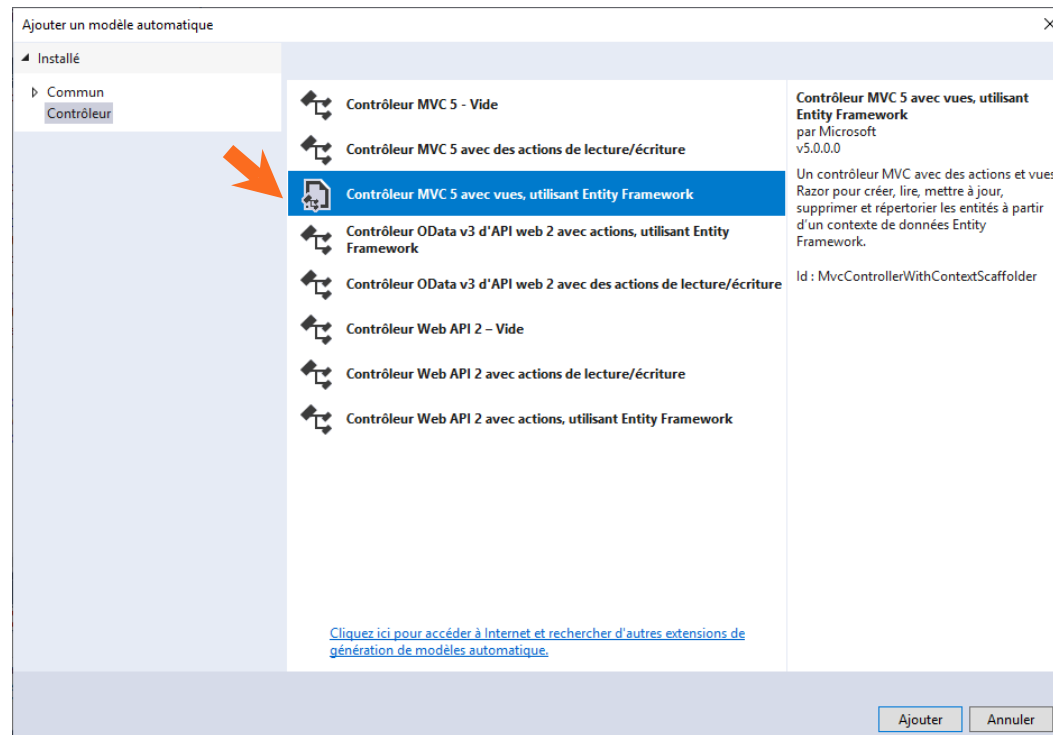 Ajouter un modèle automatique
Installé
Commun
Contrôleur
Contrôleur MVC 5 - Vide
Contrôleur MVC 5 avec des actions de lecture/écriture
Contrôleur MVC 5 avec vues, utilisant Entity Framework
Contrôleur OData v3 d'API web 2 avec actions, utilisant Entity
Framework
Contrôleur OData v3 d'API web 2 avec des actions de lecture/écriture
Contrôleur Web API 2 – Vide
Contrôleur Web API 2 avec actions de lecture/écriture
Contrôleur Web API 2 avec actions, utilisant Entity Framework
Cliquez ici pour accéder à Internet et rechercher d'autres extensions de
génération de modèles automatique.
Contrôleur MVC 5 avec vues, utilisant
Entity Framework
par Microsoft
v5.0.0.0
Un contrôleur MVC avec des actions et vues
Razor pour créer, lire, mettre à jour,
supprimer et répertorier les entités à partir
d'un contexte de données Entity
Framework.
Id : MvcControllerWithContextScaffolder
Ajouter
Annuler